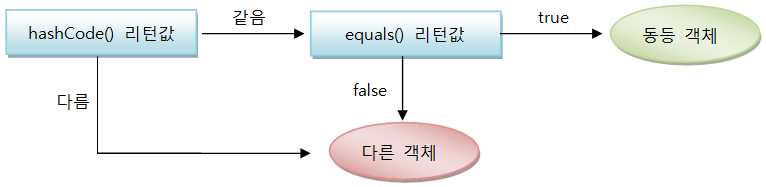 hashCode() 리턴값
같음
equals() 리턴값
true
동등 객체
다름
false
다른 객체